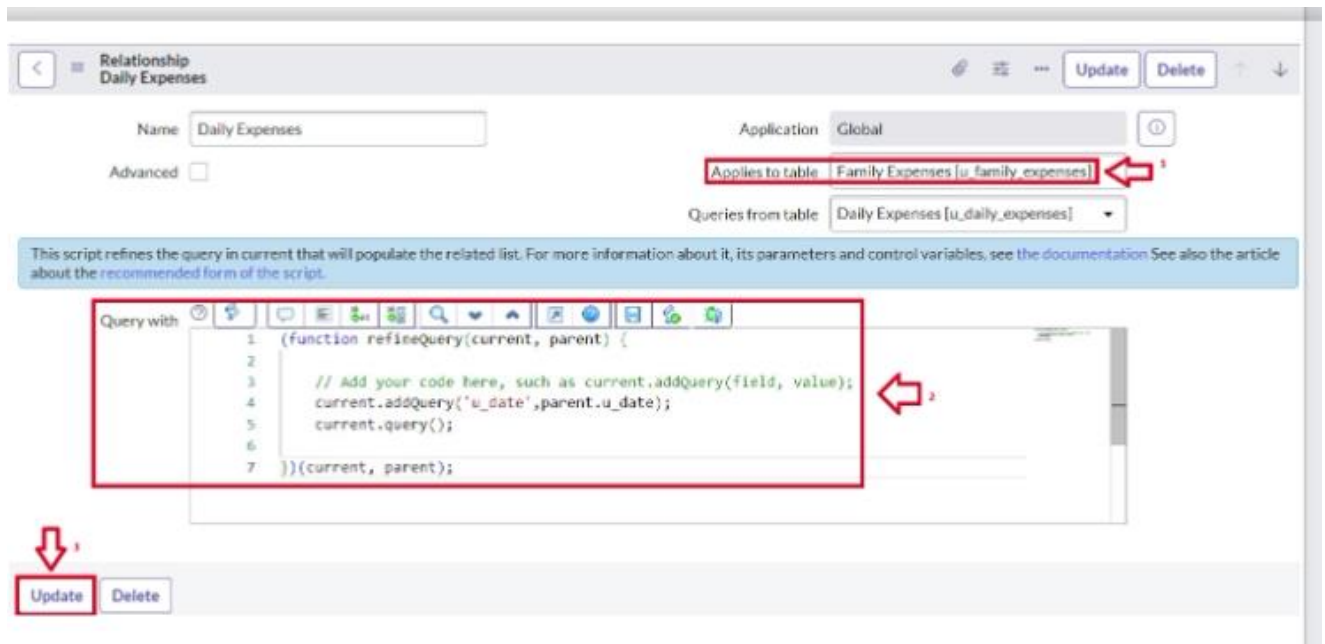 Relationship
Daily Expenses
Update Delete
Name Daily Expenses
Application Global
Advanced
Applies to table Family Expenses [u_family_expenses]
1
Queries from table Daily Expenses [u_daily_expenses]
This script refines the query in current that will populate the related list. For more information about it, its parameters and control variables, see the documentation See also the article
about the recommended form of the script.
Query with
1 (function refineQuery(current, parent) {
2
3 // Add your code here, such as current.addQuery(field, value);
4 current.addQuery('u_date',parent.u_date);
5 current.query();
6
7 })(current, parent);
2
3
Update Delete